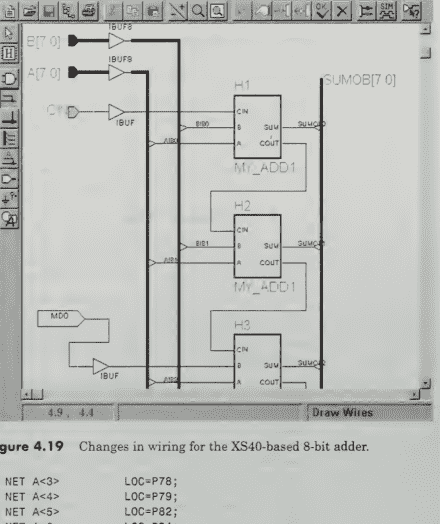 SIM
IBUF8
B[7:0]
IBUF8
A[7:0]
IBUF
H1
SUMOB[7:0]
CIN
B
SUM
A
COUT
MY_ADD1
H2
CIN
B
SUM
A
COUT
MY_ADD1
H3
MD0
CIN
IBUF
B
SUM
A
COUT
4.9 , 4.4
Draw Wires
gure 4.19 Changes in wiring for the XS40-based 8-bit adder.
NET A<3> LOC=P78;
NET A<4> LOC=P79;
NET A<5> LOC=P82;